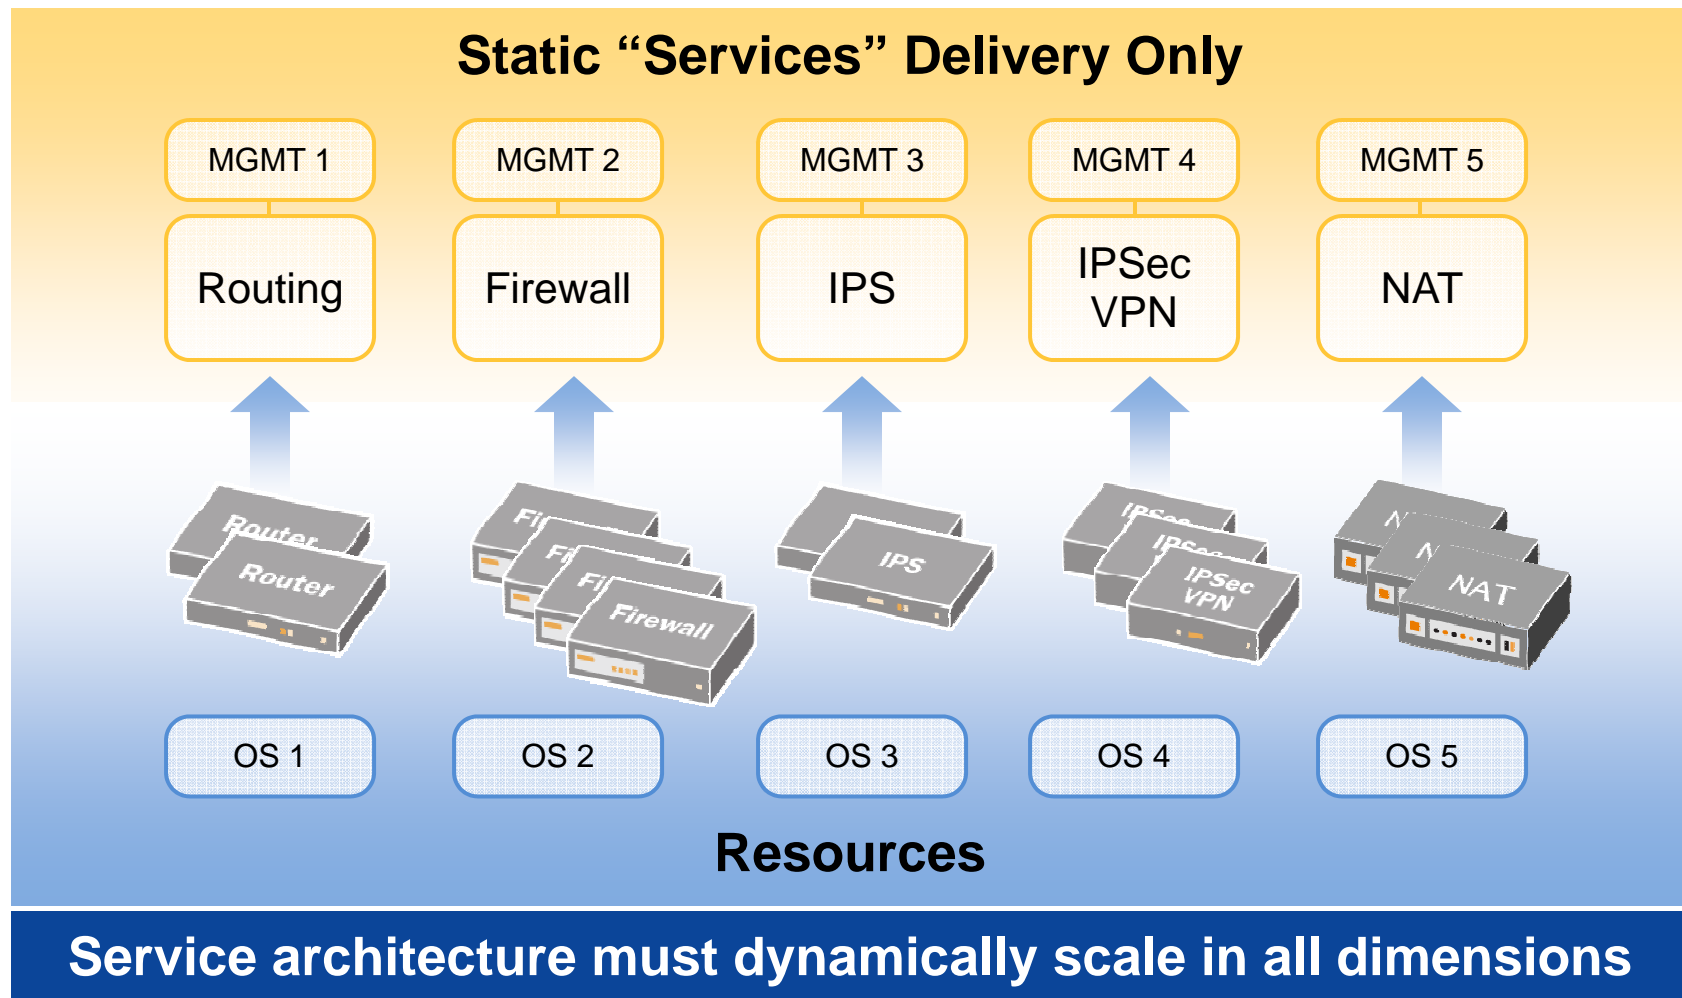 Static “Services” Delivery Only
MGMT 1
MGMT 2
MGMT 3
MGMT 4
MGMT 5
Routing
Firewall
IPS
IPSec
VPN
NAT
Router
Router
Firewall
IPS
IPSec
IPSec
IPSec
VPN
NAT
OS 1
OS 2
OS 3
OS 4
OS 5
Resources
Service architecture must dynamically scale in all dimensions